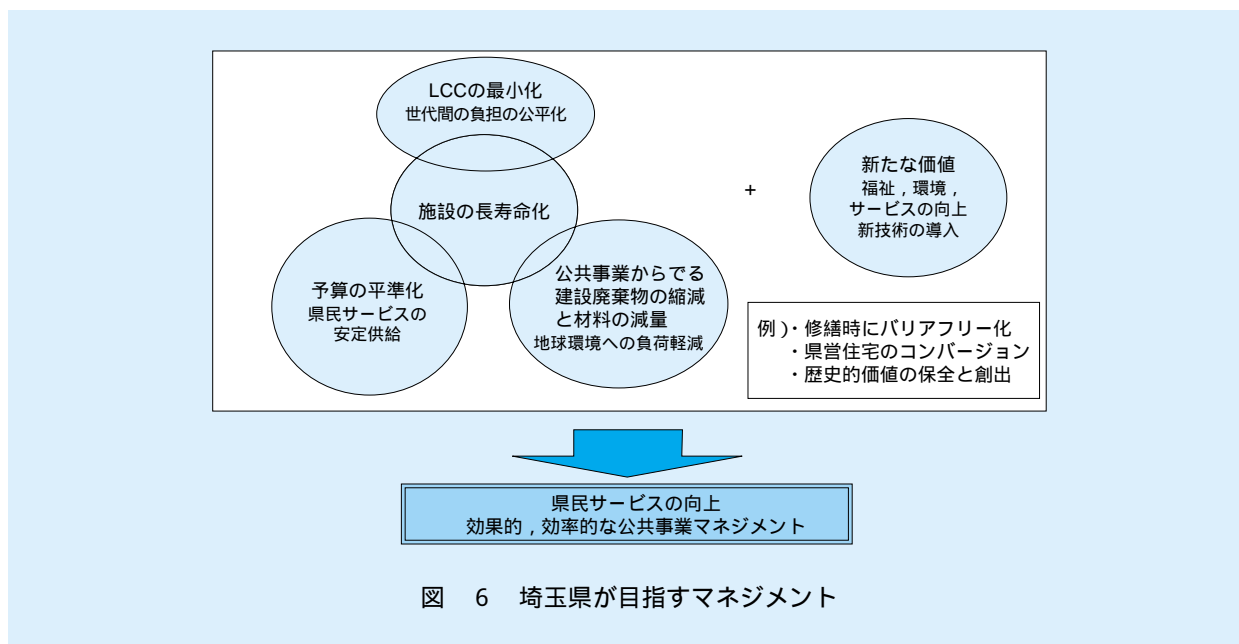 LCCの最小化
世代間の負担の公平化
施設の長寿命化
予算の平準化
県民サービスの
安定供給
公共事業からでる
建設廃棄物の縮減
と材料の減量
地球環境への負荷軽減
+
新たな価値
福祉，環境，
サービスの向上
新技術の導入
例）・修繕時にバリアフリー化
・県営住宅のコンバージョン
・歴史的価値の保全と創出
県民サービスの向上
効果的，効率的な公共事業マネジメント
図 6 埼玉県が目指すマネジメント